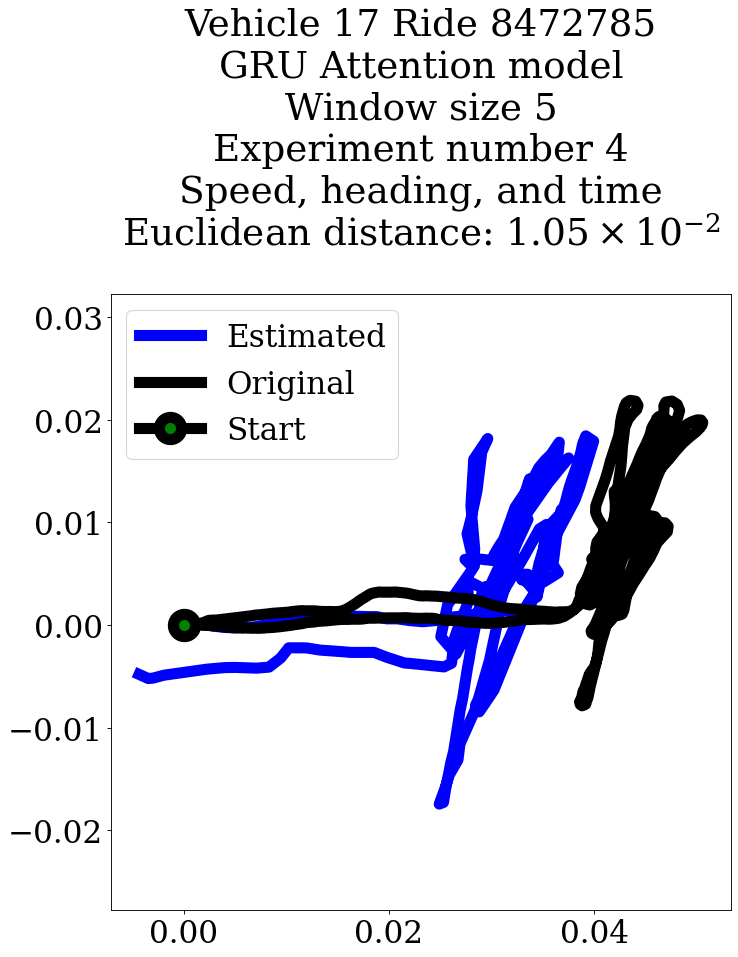 Vehicle 17 Ride 8472785
GRU Attention model
Window size 5
Experiment number 4
Speed, heading, and time
Euclidean distance: 1.05 × 10⁻²
Estimated
Original
Start
0.03
0.02
0.01
0.00
−0.01
−0.02
0.00 0.02 0.04